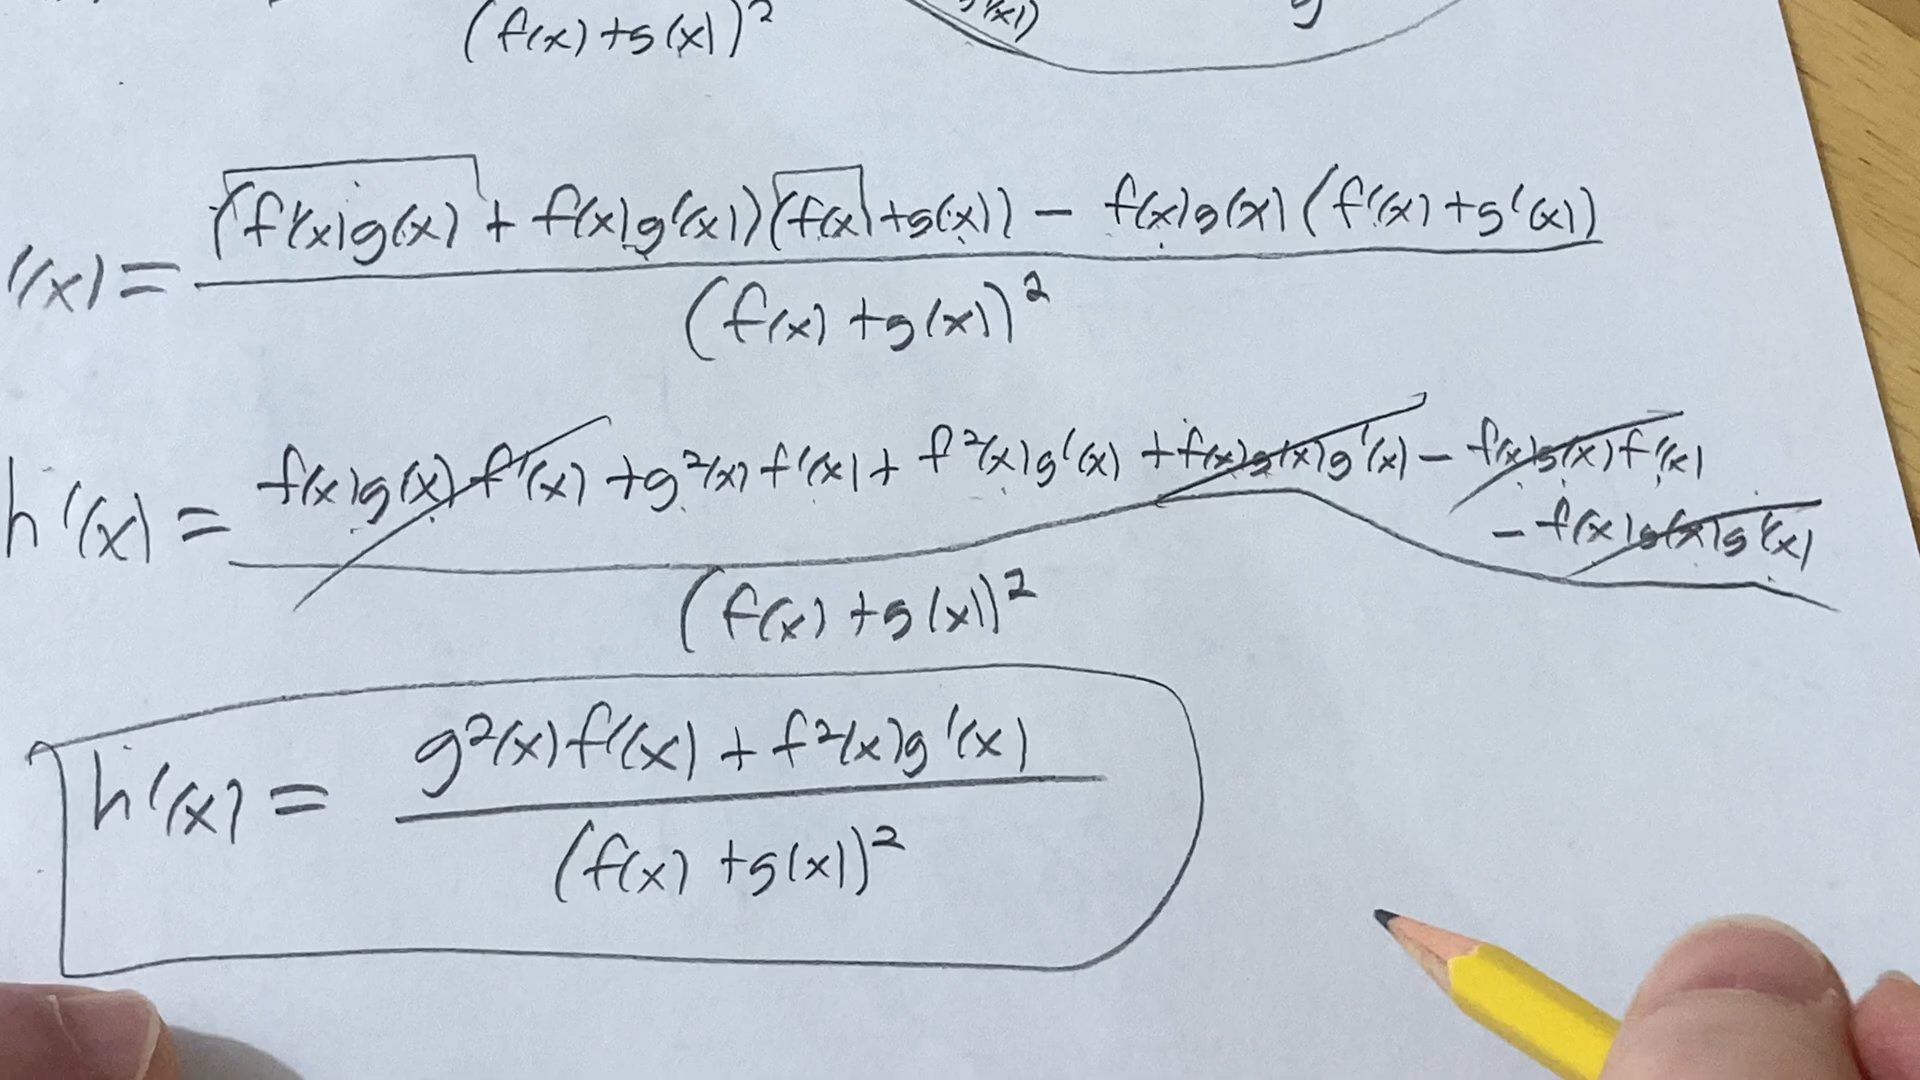 (f(x)+g(x))²
'(x))
g
'(x) = (f'(x)g(x) + f(x)g'(x))(f(x)+g(x)) - f(x)g(x)(f'(x)+g'(x))
(f(x)+g(x))²
h'(x) = f(x)g(x)f'(x) + g²(x)f'(x) + f²(x)g'(x) + f(x)g(x)g'(x) - f(x)g(x)f'(x)
- f(x)g(x)g'(x)
(f(x)+g(x))²
h'(x) = g²(x)f'(x) + f²(x)g'(x)
(f(x)+g(x))²